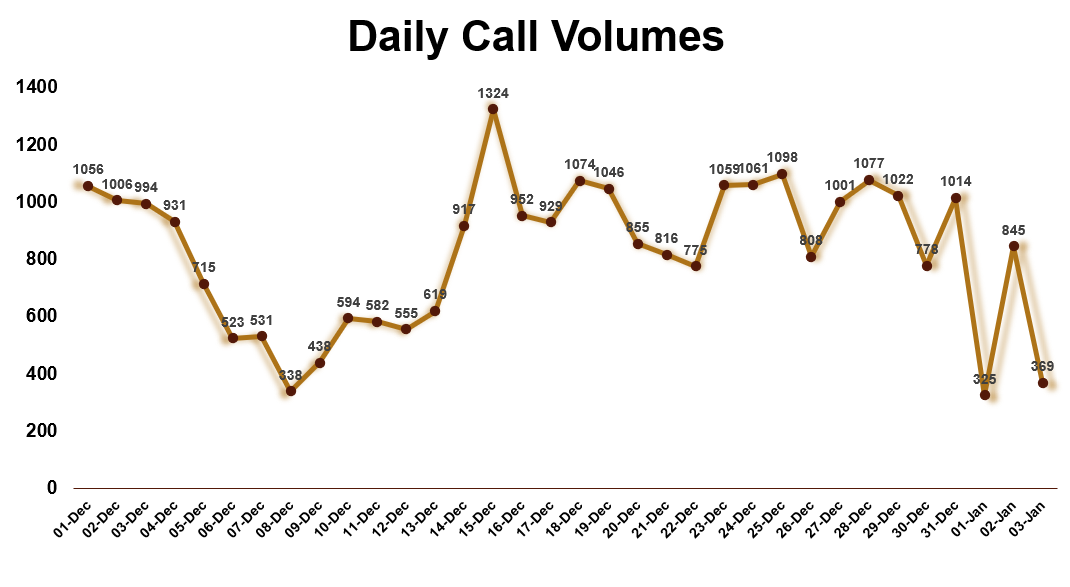 Daily Call Volumes
1400
1200
1000
800
600
400
200
0
1056
1006
994
931
715
523
531
338
438
594
582
555
619
917
1324
952
929
1074
1046
855
816
775
1059
1061
1098
808
1001
1077
1022
778
1014
325
845
369
01-Dec
02-Dec
03-Dec
04-Dec
05-Dec
06-Dec
07-Dec
08-Dec
09-Dec
10-Dec
11-Dec
12-Dec
13-Dec
14-Dec
15-Dec
16-Dec
17-Dec
18-Dec
19-Dec
20-Dec
21-Dec
22-Dec
23-Dec
24-Dec
25-Dec
26-Dec
27-Dec
28-Dec
29-Dec
30-Dec
31-Dec
01-Jan
02-Jan
03-Jan